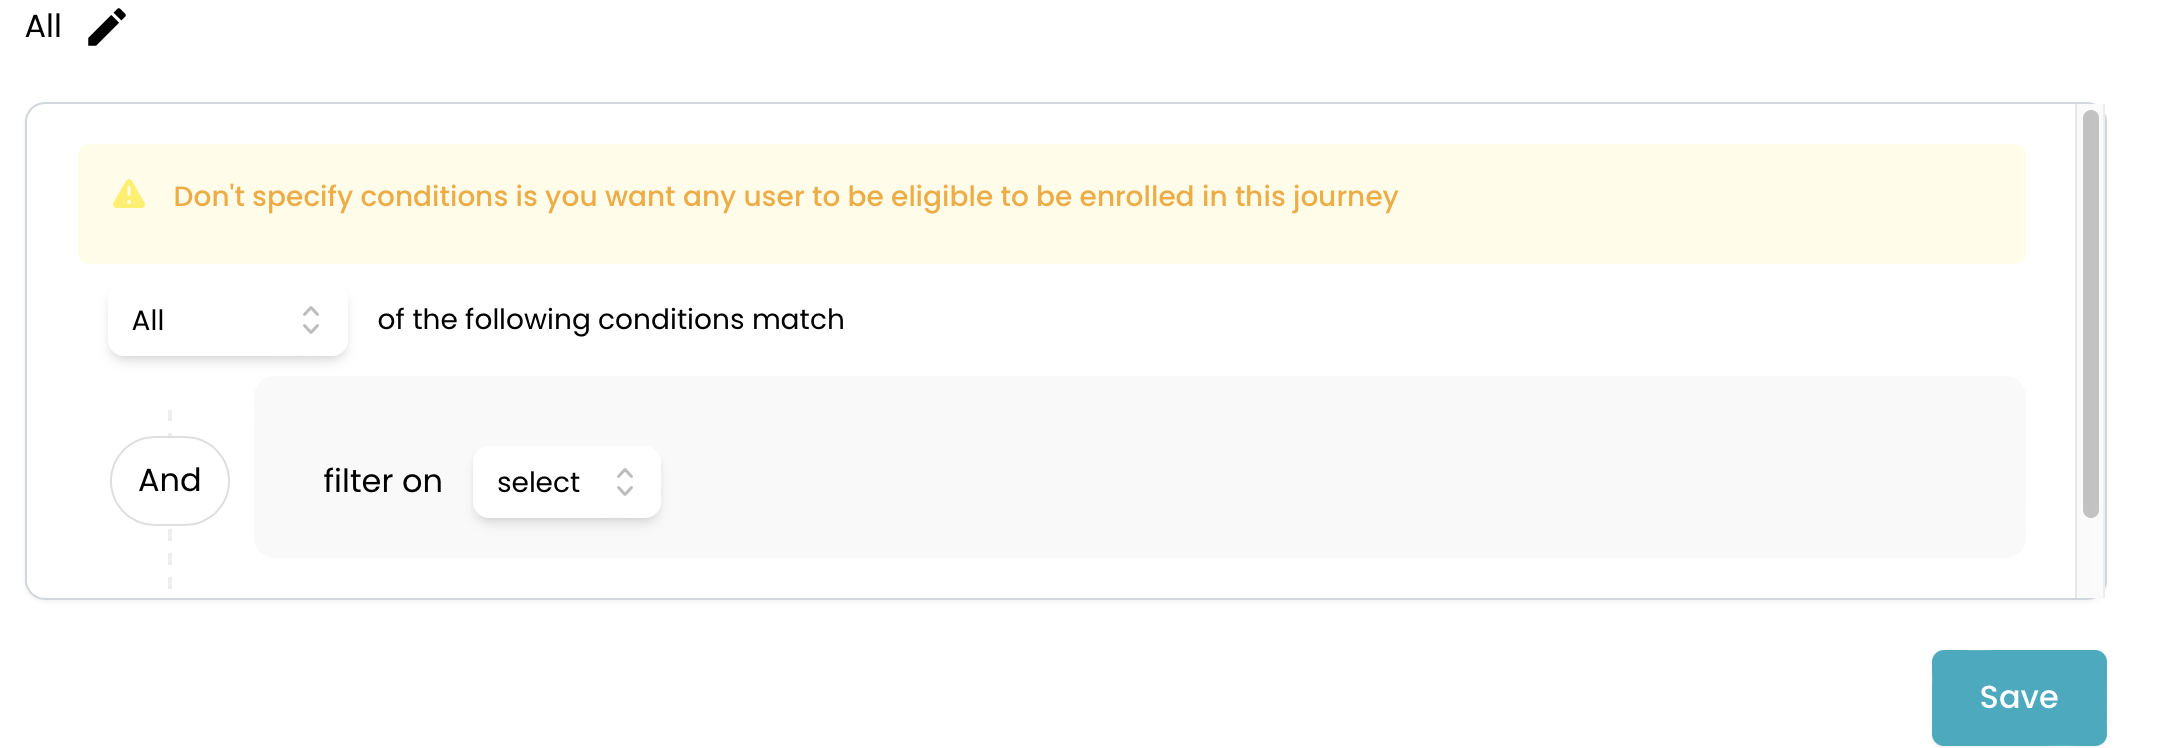 All
Don't specify conditions is you want any user to be eligible to be enrolled in this journey
All of the following conditions match
And filter on select
Save